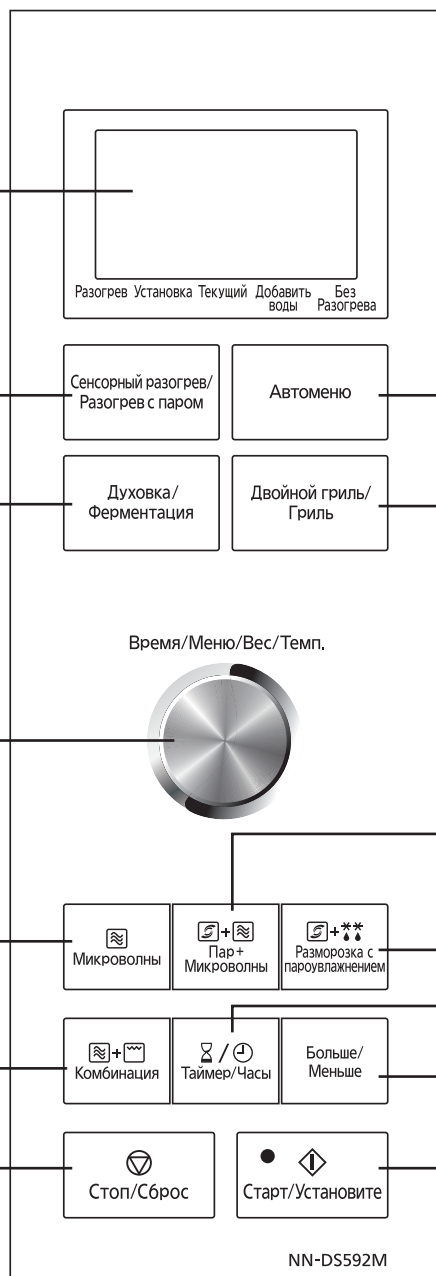 Разогрев Установка Текущий Добавить воды Без Разогрева
Сенсорный разогрев/
Разогрев с паром
Автоменю
Духовка/
Ферментация
Двойной гриль/
Гриль
Время/Меню/Вес/Темп.
Микроволны
Пар+
Микроволны
Разморозка с
пароувлажнением
Комбинация
Таймер/Часы
Больше/
Меньше
Стоп/Сброс
Старт/Установите
NN-DS592M